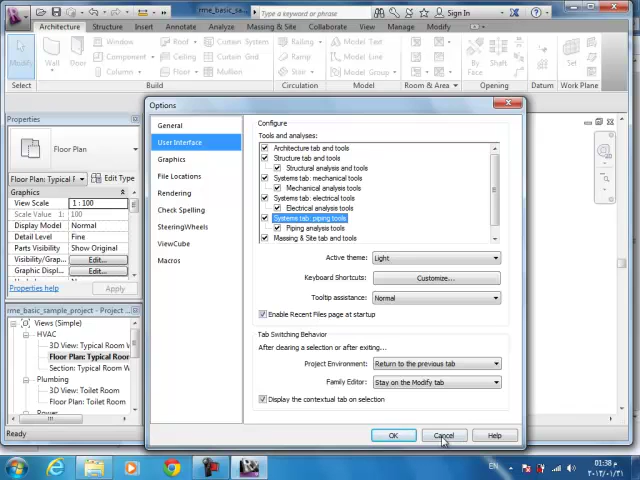 rme_basic_sa...
Type a keyword or phrase
Sign In
Architecture Structure Systems Insert Annotate Analyze Massing & Site Collaborate View Manage Modify
Modify
Wall
Door
Window
Component
Column
Roof
Ceiling
Floor
Curtain System
Curtain Grid
Mullion
Railing
Ramp
Stair
Model Text
Model Line
Model Group
By Face
Shaft
Set
Select Build Circulation Model Room & Area Opening Datum Work Plane
Properties
Floor Plan
Floor Plan: Typical F
Edit Type
Graphics
View Scale 1 : 100
Scale Value 1: 100
Display Model Normal
Detail Level Fine
Parts Visibility Show Original
Visibility/Grap... Edit...
Graphic Displ... Edit...
Properties help
Apply
rme_basic_sample_project - Project ...
Views (Simple)
HVAC
3D View: Typical Room W
Floor Plan: Typical Roo
Section: Typical Room W
Plumbing
3D View: Toilet Room
Floor Plan: Toilet Room
Power
Ready
Options
General
User Interface
Graphics
File Locations
Rendering
Check Spelling
SteeringWheels
ViewCube
Macros
Configure
Tools and analyses:
Architecture tab and tools
Structure tab and tools
Structural analysis and tools
Systems tab: mechanical tools
Mechanical analysis tools
Systems tab: electrical tools
Electrical analysis tools
Systems tab: piping tools
Piping analysis tools
Massing & Site tab and tools
Active theme: Light
Keyboard Shortcuts: Customize...
Tooltip assistance: Normal
Enable Recent Files page at startup
Tab Switching Behavior
After clearing a selection or after exiting...
Project Environment: Return to the previous tab
Family Editor: Stay on the Modify tab
Display the contextual tab on selection
OK
Cancel
Help
EN
01:38 م
٢٠١٢/٠١/٣١